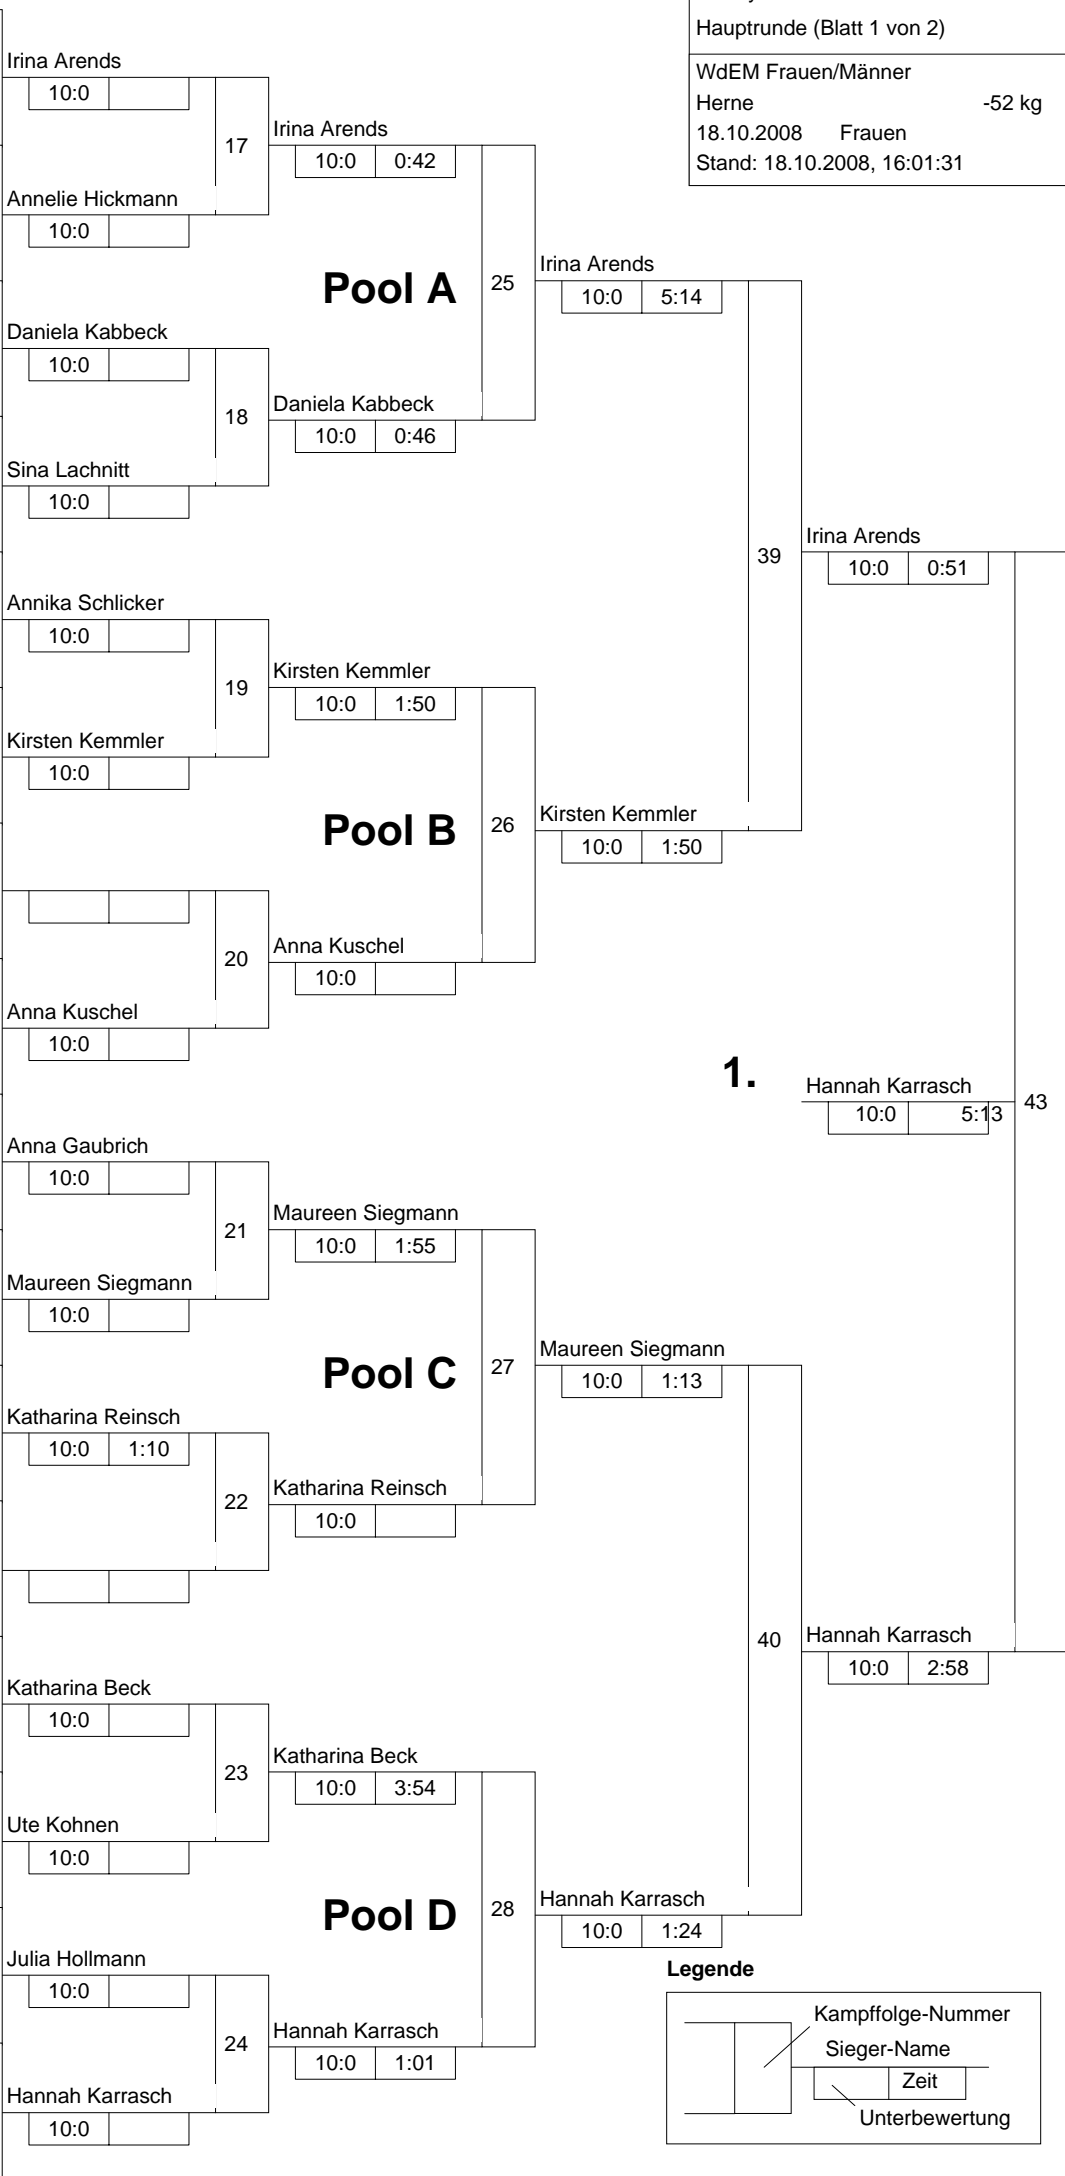 Hauptrunde (Blatt 1 von 2)
WdEM Frauen/Männer
Herne -52 kg
18.10.2008 Frauen
Stand: 18.10.2008, 16:01:31
Irina Arends
10:0
17
Irina Arends
10:0 0:42
Annelie Hickmann
10:0
Pool A
25
Irina Arends
10:0 5:14
Daniela Kabbeck
10:0
18
Daniela Kabbeck
10:0 0:46
Sina Lachnitt
10:0
39
Irina Arends
10:0 0:51
Annika Schlicker
10:0
19
Kirsten Kemmler
10:0 1:50
Kirsten Kemmler
10:0
Pool B
26
Kirsten Kemmler
10:0 1:50
20
Anna Kuschel
10:0
Anna Kuschel
10:0
1.
Hannah Karrasch
10:0 5:13
43
Anna Gaubrich
10:0
21
Maureen Siegmann
10:0 1:55
Maureen Siegmann
10:0
Pool C
27
Maureen Siegmann
10:0 1:13
Katharina Reinsch
10:0 1:10
22
Katharina Reinsch
10:0
40
Hannah Karrasch
10:0 2:58
Katharina Beck
10:0
23
Katharina Beck
10:0 3:54
Ute Kohnen
10:0
Pool D
28
Hannah Karrasch
10:0 1:24
Julia Hollmann
10:0
24
Hannah Karrasch
10:0 1:01
Hannah Karrasch
10:0
Legende
Kampffolge-Nummer
Sieger-Name
Zeit
Unterbewertung